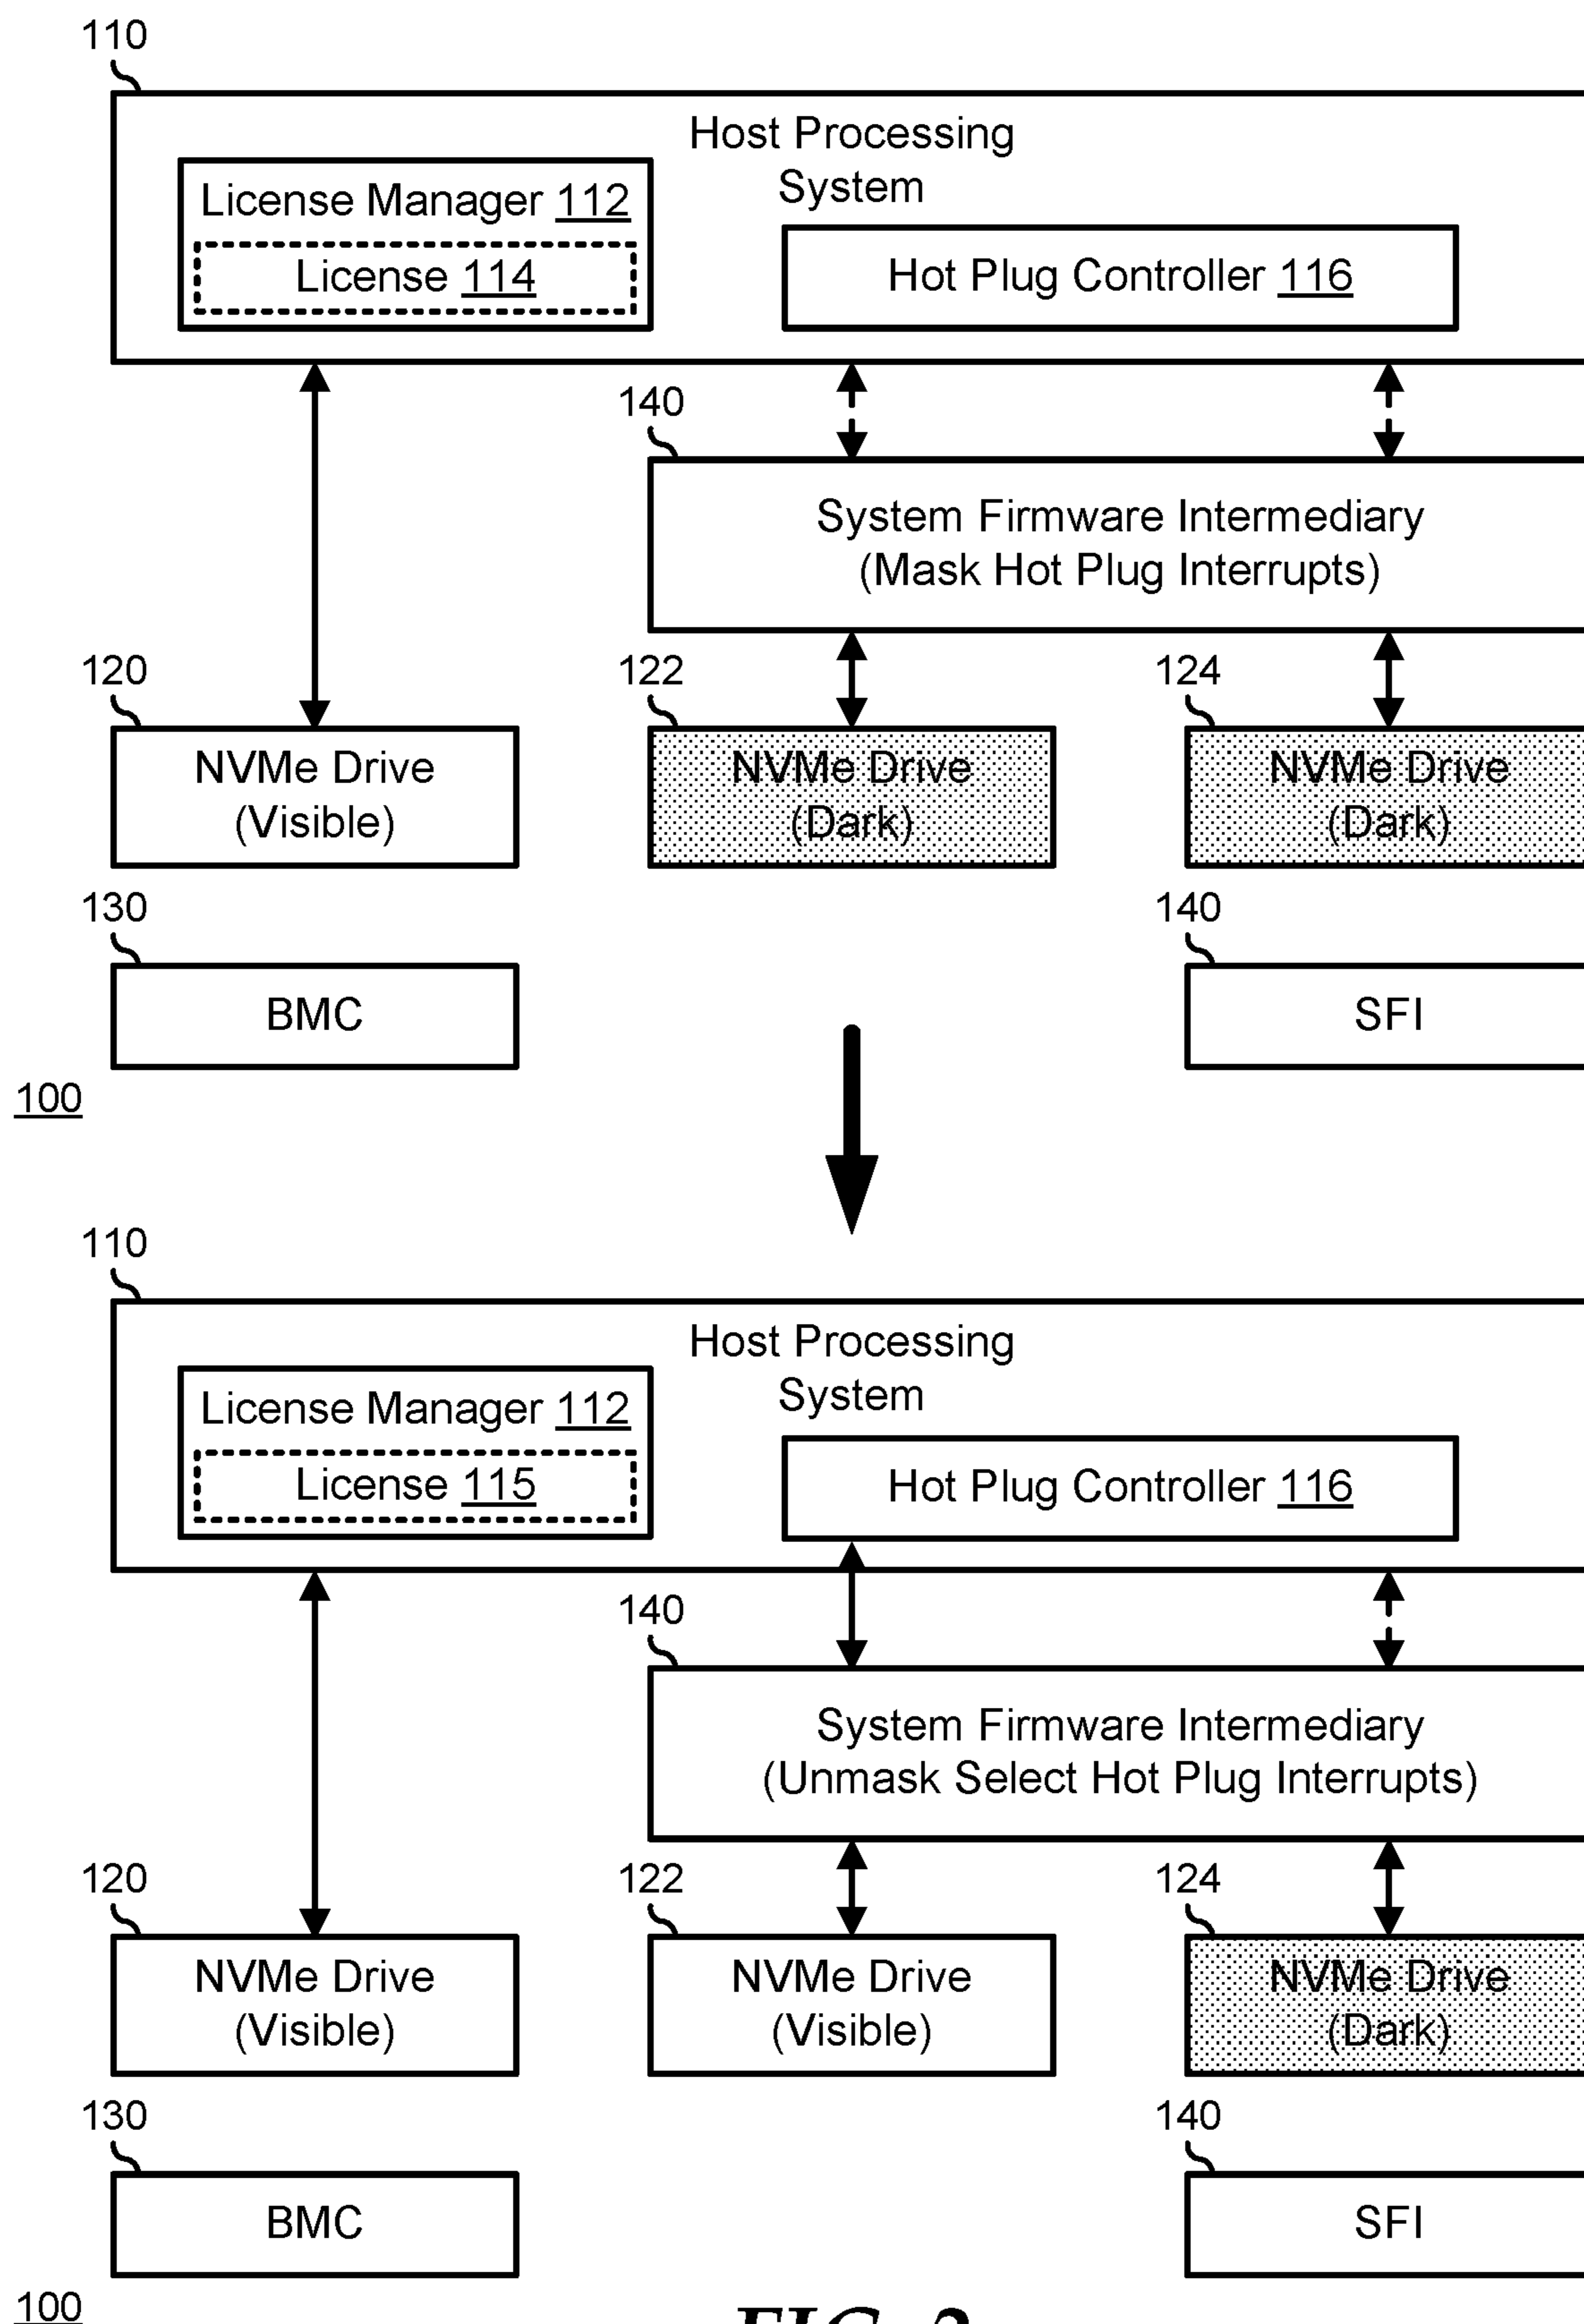 110
Host Processing
System
License Manager 112
License 114
Hot Plug Controller 116
140
System Firmware Intermediary
(Mask Hot Plug Interrupts)
120
122
124
NVMe Drive
(Visible)
NVMe Drive
(Dark)
NVMe Drive
(Dark)
130
140
BMC
SFI
100
110
Host Processing
System
License Manager 112
License 115
Hot Plug Controller 116
140
System Firmware Intermediary
(Unmask Select Hot Plug Interrupts)
120
122
124
NVMe Drive
(Visible)
NVMe Drive
(Visible)
NVMe Drive
(Dark)
130
140
BMC
SFI
100